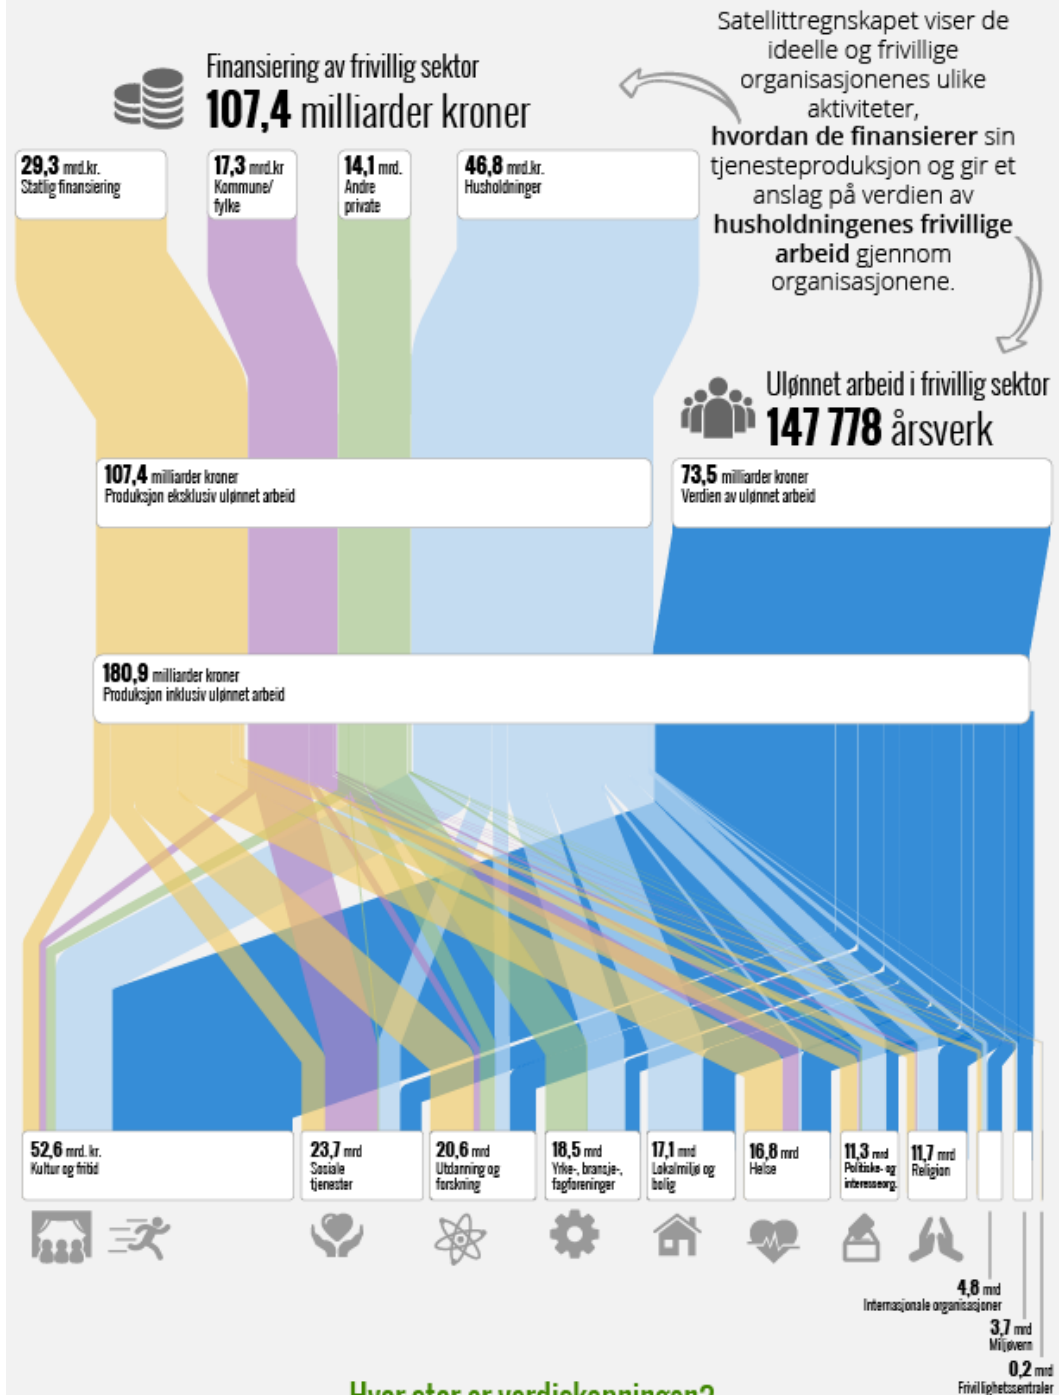 Satellittregnskapet viser de
ideelle og frivillige
organisasjonenes ulike
aktiviteter,
hvordan de finansierer sin
tjenesteproduksjon og gir et
anslag på verdien av
husholdningenes frivillige
arbeid gjennom
organisasjonene.
Finansiering av frivillig sektor
107,4 milliarder kroner
29,3 mrd.kr.
Statlig finansiering
17,3 mrd.kr
Kommune/
fylke
14,1 mrd.
Andre
private
46,8 mrd.kr.
Husholdninger
Ulønnet arbeid i frivillig sektor
147 778 årsverk
107,4 milliarder kroner
Produksjon eksklusiv ulønnet arbeid
73,5 milliarder kroner
Verdien av ulønnet arbeid
180,9 milliarder kroner
Produksjon inklusiv ulønnet arbeid
52,6 mrd. kr.
Kultur og fritid
23,7 mrd
Sosiale
tjenester
20,6 mrd
Utdanning og
forskning
18,5 mrd
Yrke-, bransje-,
fagforeninger
17,1 mrd
Lokalmiljø og
bolig
16,8 mrd
Helse
11,3 mrd
Politiske- og
interesseorg.
11,7 mrd
Religion
4,8 mrd
Internasjonale organisasjoner
3,7 mrd
Miljøvern
0,2 mrd
Frivillighetssentraler
Hvor stor er verdiskapningen?